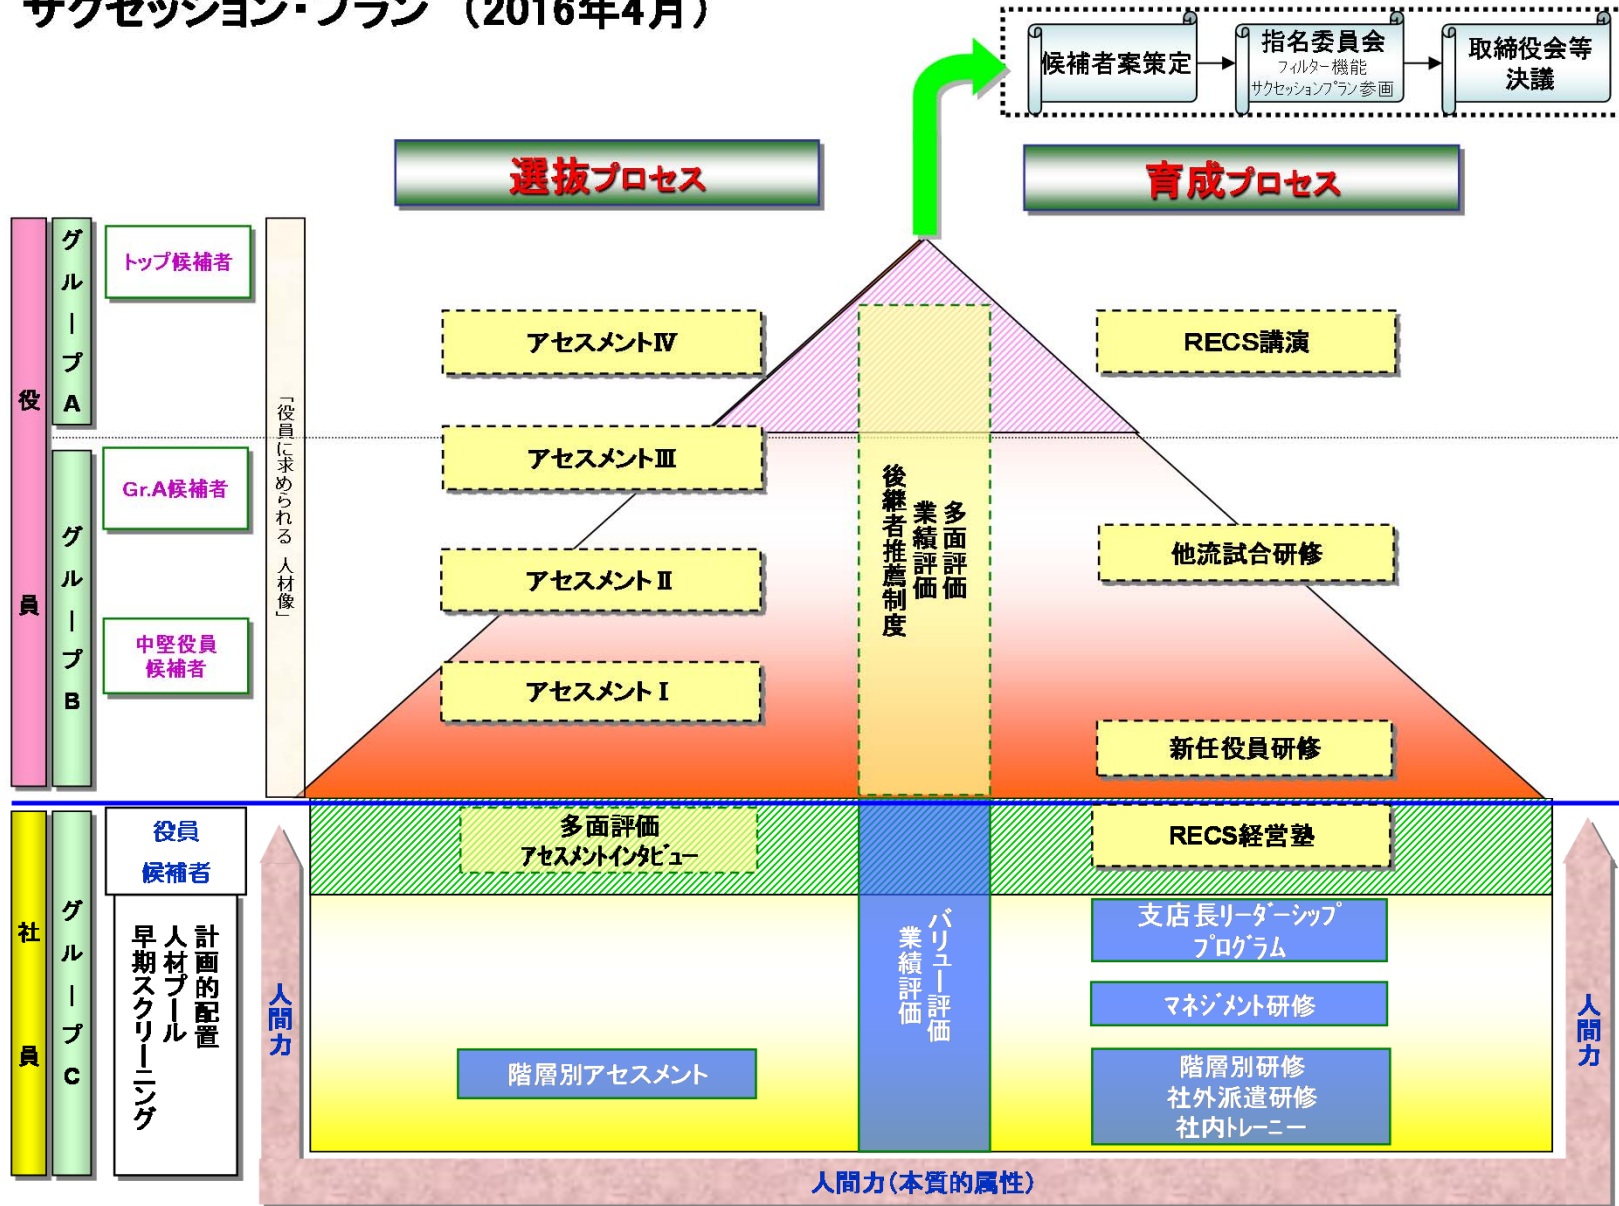 サクセッション・プラン （2016年4月）
候補者案策定
指名委員会
フィルター機能
サクセッションプラン参画
取締役会等
決議
選抜プロセス
育成プロセス
役員
グループA
トップ候補者
「役員に求められる 人材像」
アセスメントⅣ
RECS講演
アセスメントⅢ
グループB
Gr.A候補者
アセスメントⅡ
多面評価
業績評価
後継者推薦制度
他流試合研修
中堅役員
候補者
アセスメントⅠ
新任役員研修
社員
グループC
役員
候補者
多面評価
アセスメントインタビュー
RECS経営塾
計画的配置
人材プール
早期スクリーニング
人間力
バリュー評価
業績評価
支店長リーダーシップ
プログラム
マネジメント研修
階層別アセスメント
階層別研修
社外派遣研修
社内トレーニー
人間力
人間力（本質的属性）